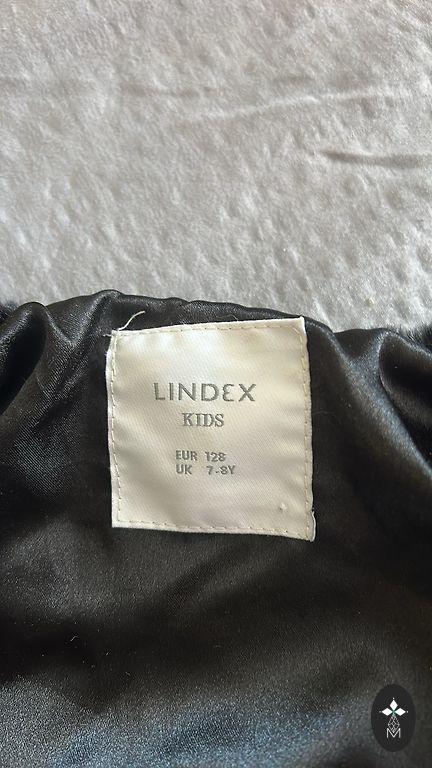 LINDEX
KIDS
EUR 128
UK 7-8Y
M